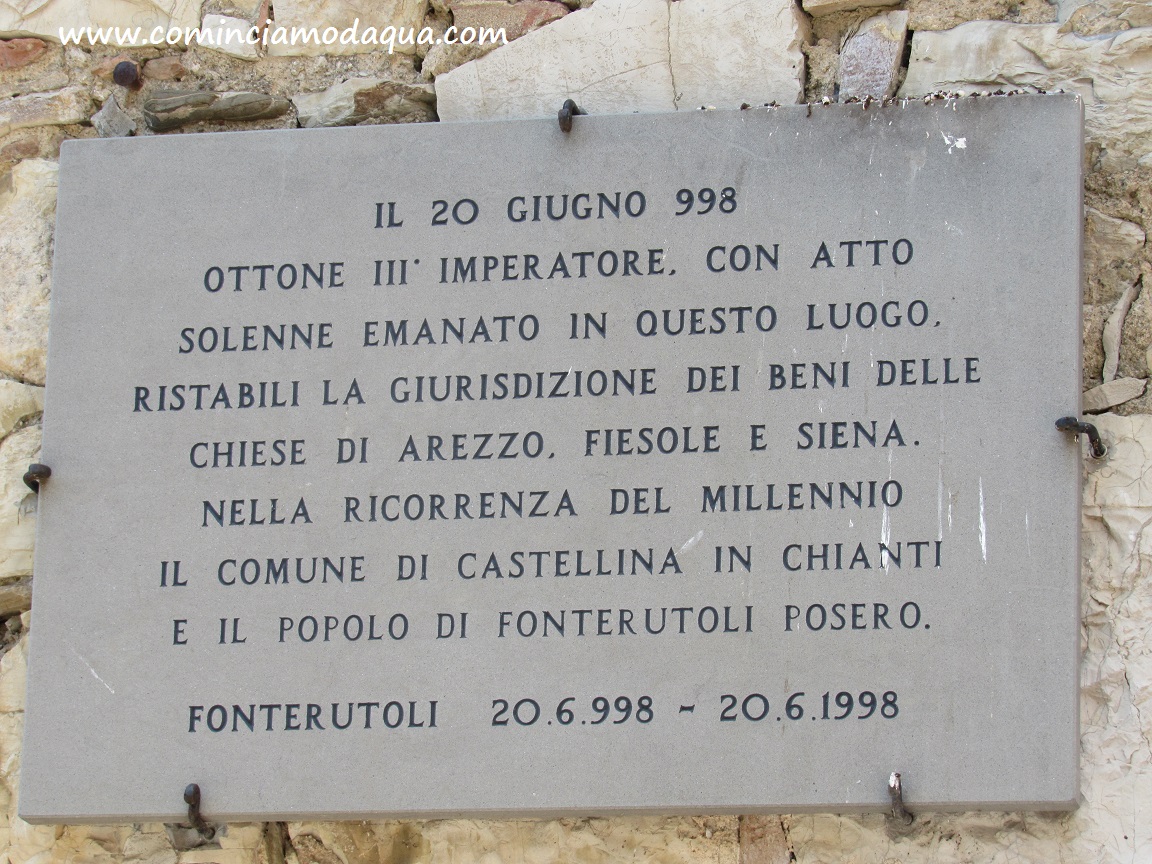 www.cominciamodaqua.com
IL 20 GIUGNO 998
OTTONE III° IMPERATORE, CON ATTO
SOLENNE EMANATO IN QUESTO LUOGO,
RISTABILI LA GIURISDIZIONE DEI BENI DELLE
CHIESE DI AREZZO, FIESOLE E SIENA.
NELLA RICORRENZA DEL MILLENNIO
IL COMUNE DI CASTELLINA IN CHIANTI
E IL POPOLO DI FONTERUTOLI POSERO.
FONTERUTOLI 20.6.998 - 20.6.1998